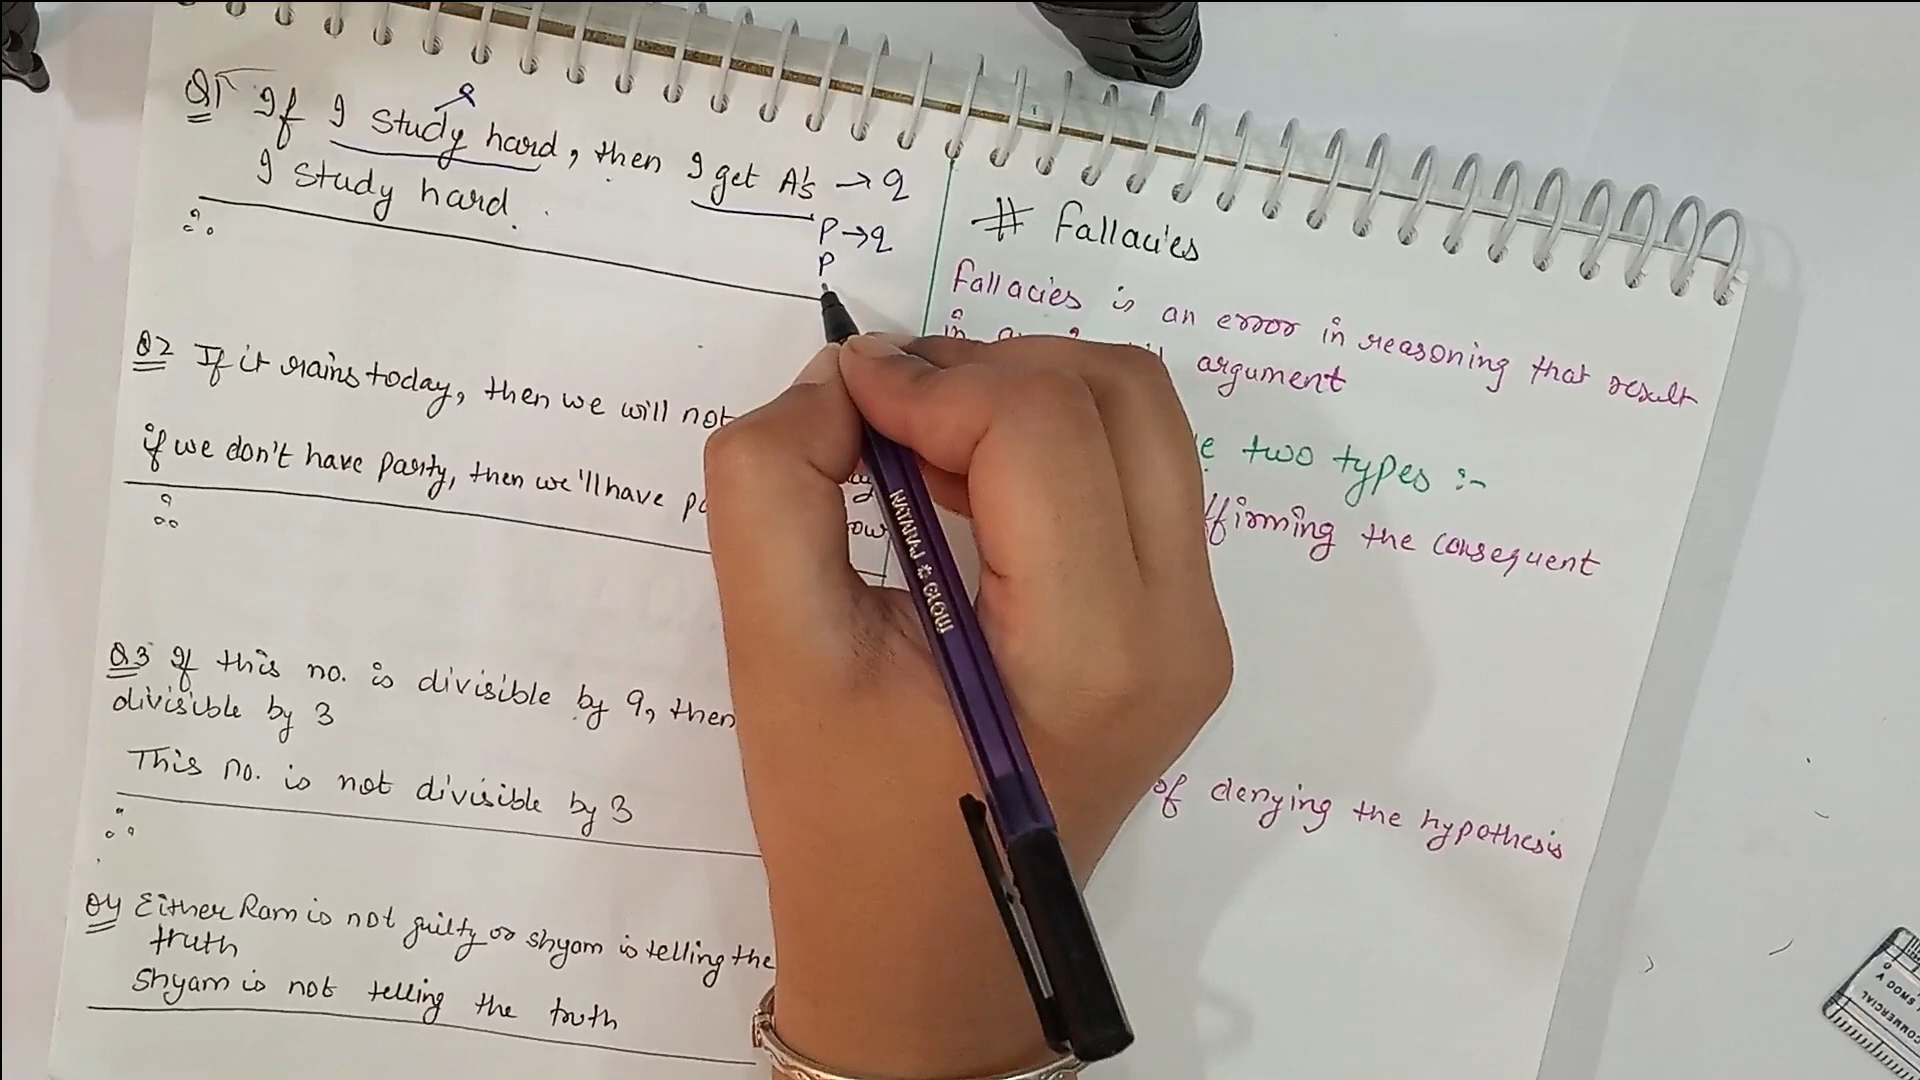 Q1 If I study hard, then I get A's → q
I study hard.
P→q
P
∴
Q2 If it rains today, then we will not
if we don't have party, then we'll have
∴
Q3 If this no. is divisible by 9, then
divisible by 3
This no. is not divisible by 3
∴
Q4 Either Ram is not guilty or shyam is telling the
truth
Shyam is not telling the truth
# Fallacies
Fallacies is an error in reasoning that result
in argument
two types :-
the consequent
of denying the hypothesis
NATARAJ GLOW
COMMERCIAL